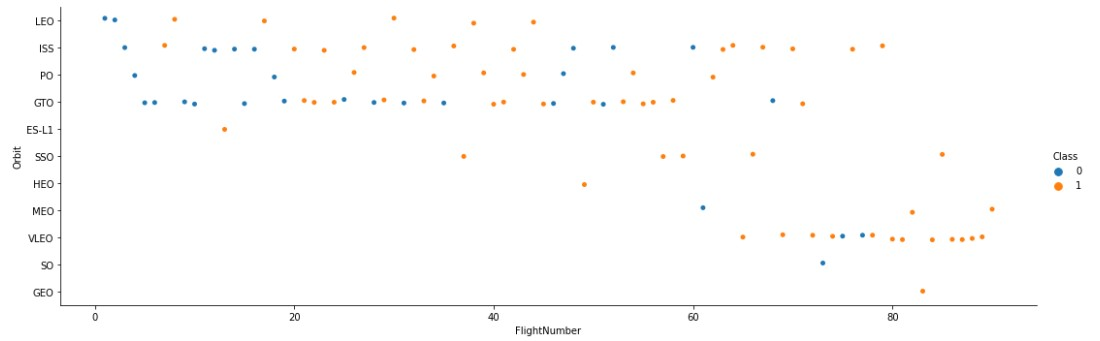 LEO
ISS
PO
GTO
ES-L1
SSO
HEO
MEO
VLEO
SO
GEO
Orbit
0
20
40
60
80
FlightNumber
Class
0
1